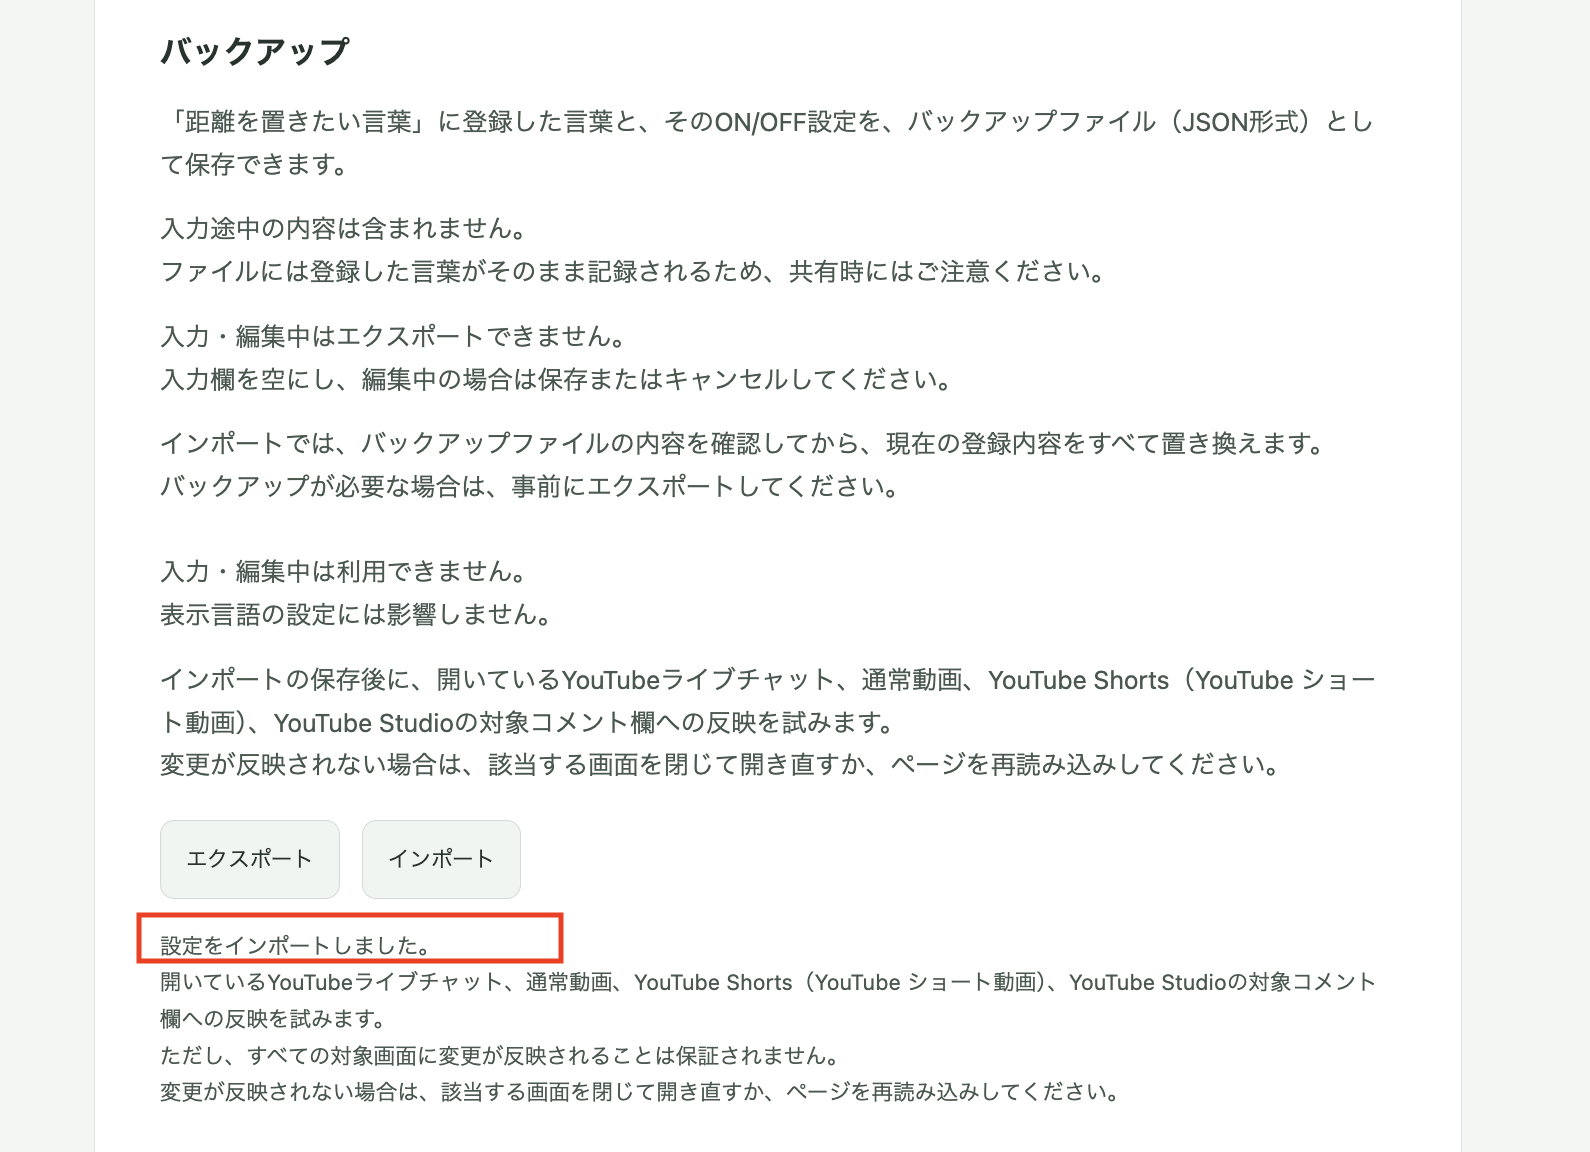 バックアップ
「距離を置きたい言葉」に登録した言葉と、そのON/OFF設定を、バックアップファイル（JSON形式）とし
て保存できます。
入力途中の内容は含まれません。
ファイルには登録した言葉がそのまま記録されるため、共有時にはご注意ください。
入力・編集中はエクスポートできません。
入力欄を空にし、編集中の場合は保存またはキャンセルしてください。
インポートでは、バックアップファイルの内容を確認してから、現在の登録内容をすべて置き換えます。
バックアップが必要な場合は、事前にエクスポートしてください。
入力・編集中は利用できません。
表示言語の設定には影響しません。
インポートの保存後に、開いているYouTubeライブチャット、通常動画、YouTube Shorts（YouTube ショー
ト動画）、YouTube Studioの対象コメント欄への反映を試みます。
変更が反映されない場合は、該当する画面を閉じて開き直すか、ページを再読み込みしてください。
エクスポート インポート
設定をインポートしました。
開いているYouTubeライブチャット、通常動画、YouTube Shorts（YouTube ショート動画）、YouTube Studioの対象コメント
欄への反映を試みます。
ただし、すべての対象画面に変更が反映されることは保証されません。
変更が反映されない場合は、該当する画面を閉じて開き直すか、ページを再読み込みしてください。